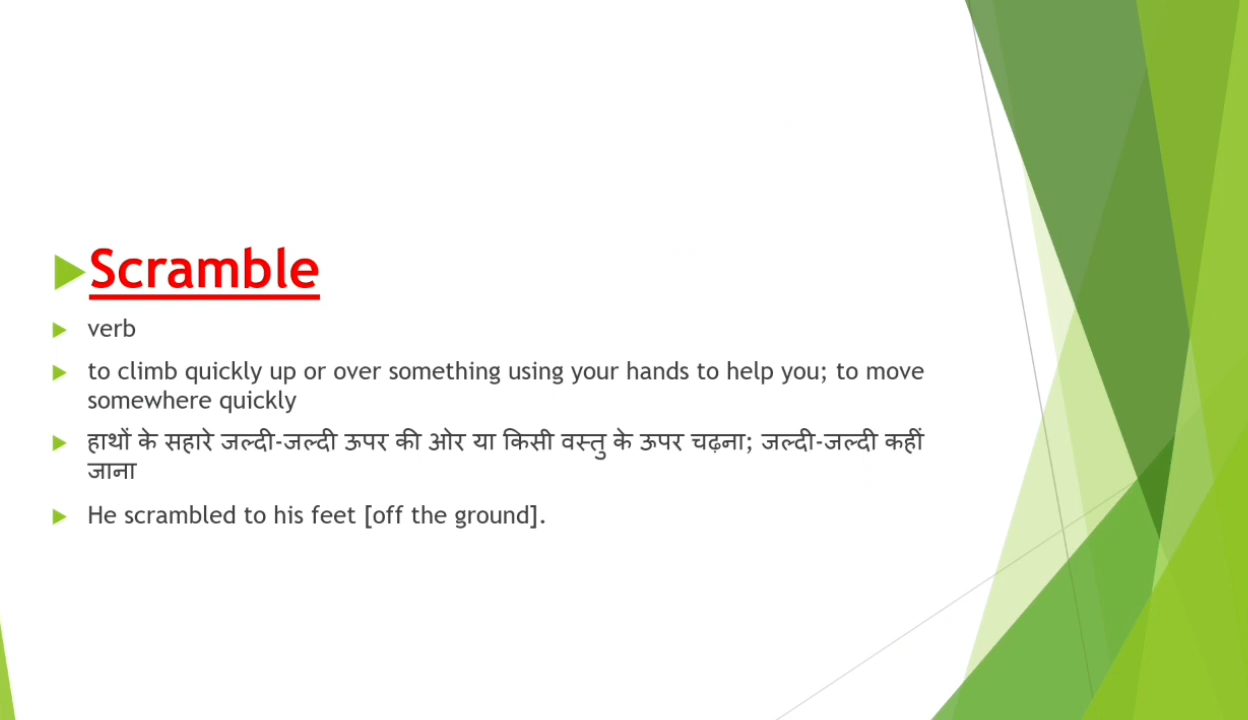 Scramble
verb
to climb quickly up or over something using your hands to help you; to move
somewhere quickly
हाथों के सहारे जल्दी-जल्दी ऊपर की ओर या किसी वस्तु के ऊपर चढ़ना; जल्दी-जल्दी कहीं
जाना
He scrambled to his feet [off the ground].